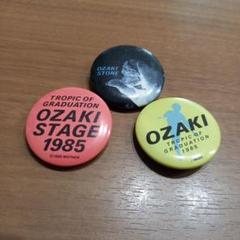 OZAKI
STORE
TROPIC OF
GRADUATION
OZAKI
STAGE
1985
OZAKI
TROPIC OF
GRADUATION
1985